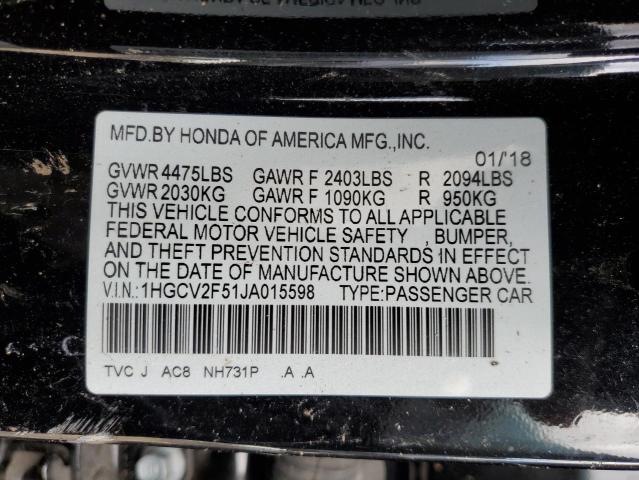 MFD.BY HONDA OF AMERICA MFG.,INC.
01/'18
GVWR 4475LBS GAWR F 2403LBS R 2094LBS
GVWR 2030KG GAWR F 1090KG R 950KG
THIS VEHICLE CONFORMS TO ALL APPLICABLE
FEDERAL MOTOR VEHICLE SAFETY , BUMPER,
AND THEFT PREVENTION STANDARDS IN EFFECT
ON THE DATE OF MANUFACTURE SHOWN ABOVE.
V.I.N.:1HGCV2F51JA015598 TYPE:PASSENGER CAR
TVC J AC8 NH731P .A .A